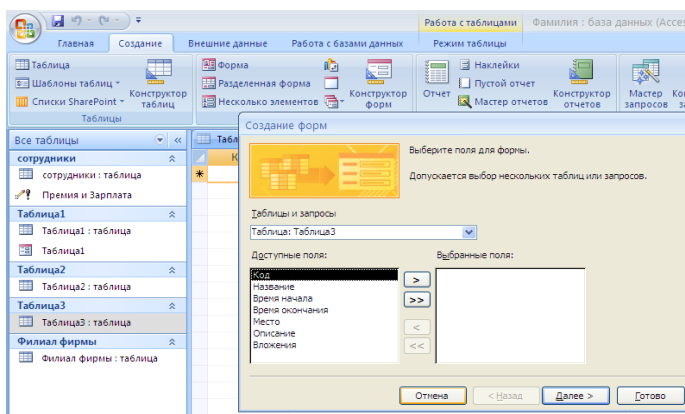 Работа с таблицами Фамилия : база данных (Acces
Главная Создание Внешние данные Работа с базами данных Режим таблицы
Таблица
Шаблоны таблиц
Списки SharePoint
Конструктор таблиц
Таблицы
Форма
Разделенная форма
Несколько элементов
Конструктор форм
Отчет
Наклейки
Пустой отчет
Мастер отчетов
Конструктор отчетов
Мастер запросов
Все таблицы
сотрудники
сотрудники : таблица
Премия и Зарплата
Таблица1
Таблица1 : таблица
Таблица1
Таблица2
Таблица2 : таблица
Таблица3
Таблица3 : таблица
Филиал фирмы
Филиал фирмы : таблица
Табл
К
Создание форм
Выберите поля для формы.
Допускается выбор нескольких таблиц или запросов.
Таблицы и запросы
Таблица: Таблица3
Доступные поля:
Выбранные поля:
Код
Название
Время начала
Время окончания
Место
Описание
Вложения
>
>>
<
<<
Отмена < Назад Далее > Готово